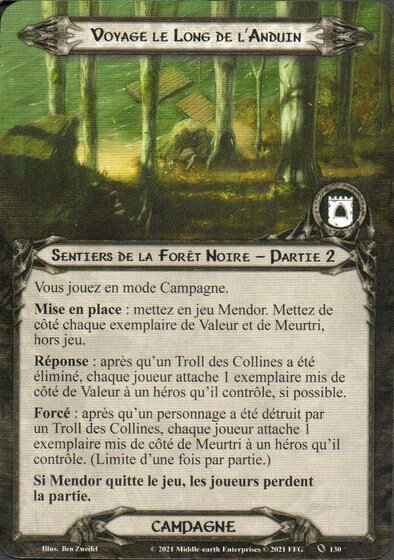 Voyage le Long de l'Anduin
Sentiers de la Forêt Noire – Partie 2
Vous jouez en mode Campagne.
Mise en place : mettez en jeu Mendor. Mettez de
côté chaque exemplaire de Valeur et de Meurtri,
hors jeu.
Réponse : après qu'un Troll des Collines a été
éliminé, chaque joueur attache 1 exemplaire mis de
côté de Valeur à un héros qu'il contrôle, si possible.
Forcé : après qu'un personnage a été détruit par
un Troll des Collines, chaque joueur attache 1
exemplaire mis de côté de Meurtri à un héros qu'il
contrôle. (Limite d'une fois par partie.)
Si Mendor quitte le jeu, les joueurs perdent
la partie.
CAMPAGNE
Illus. Ben Zweifel © 2021 Middle-earth Enterprises © 2021 FFG 130